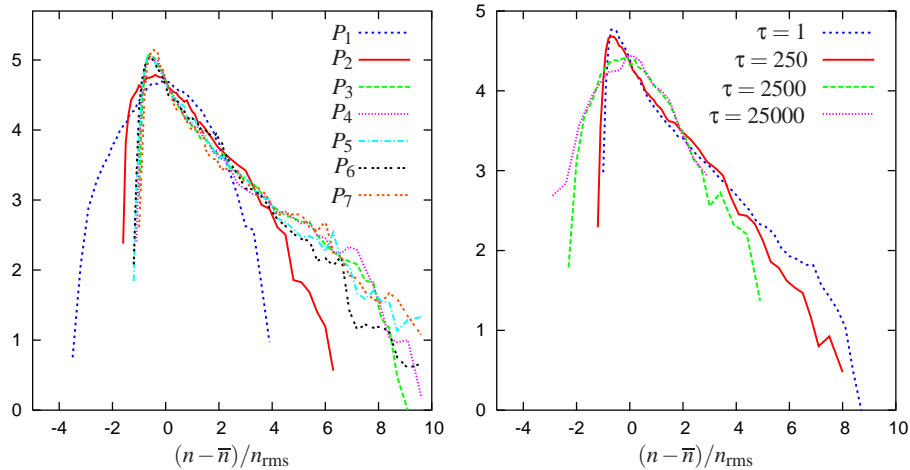 P1
P2
P3
P4
P5
P6
P7
5
4
3
2
1
0
-4 -2 0 2 4 6 8 10
(n − n̅)/nrms
τ = 1
τ = 250
τ = 2500
τ = 25000
5
4
3
2
1
0
-4 -2 0 2 4 6 8 10
(n − n̅)/nrms